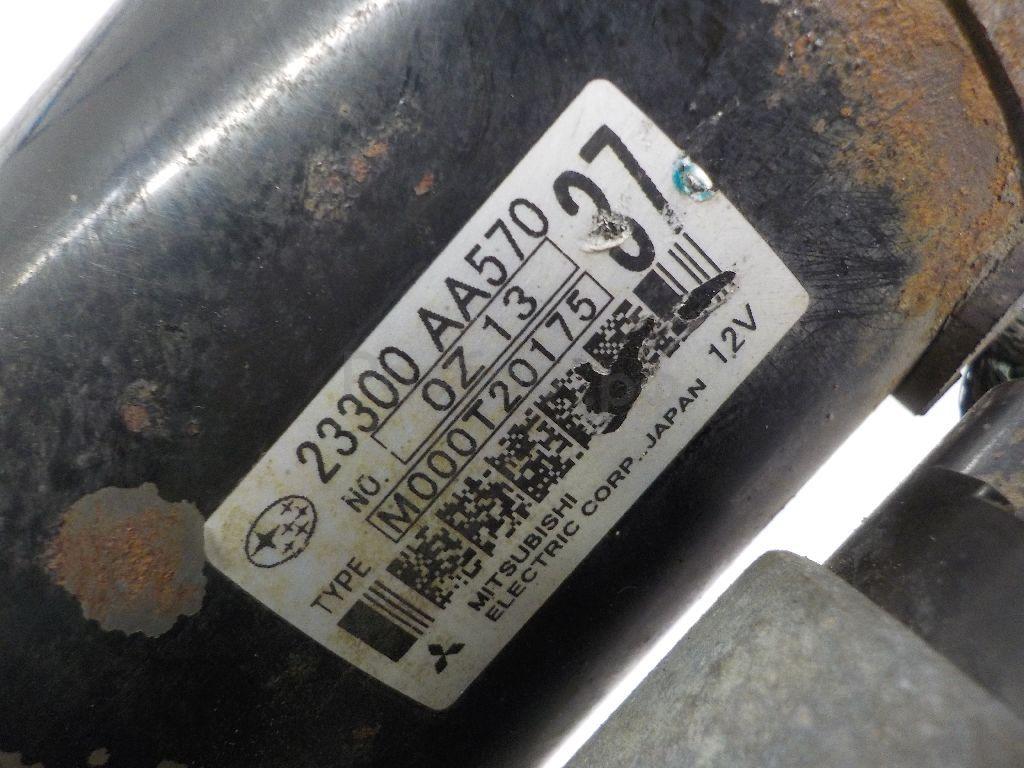 23300 AA570
37
NO. 0Z 13
TYPE M000T20175
MITSUBISHI
ELECTRIC CORP. JAPAN 12V